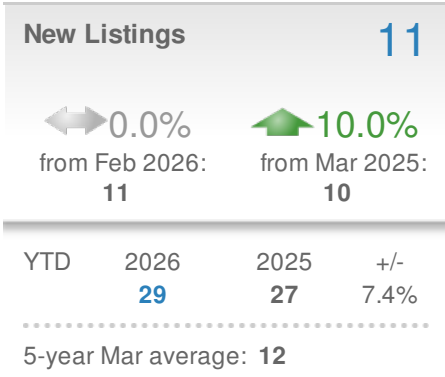 New Listings 11
0.0% 10.0%
from Feb 2026: from Mar 2025:
11 10
YTD 2026 2025 +/-
29 27 7.4%
5-year Mar average: 12